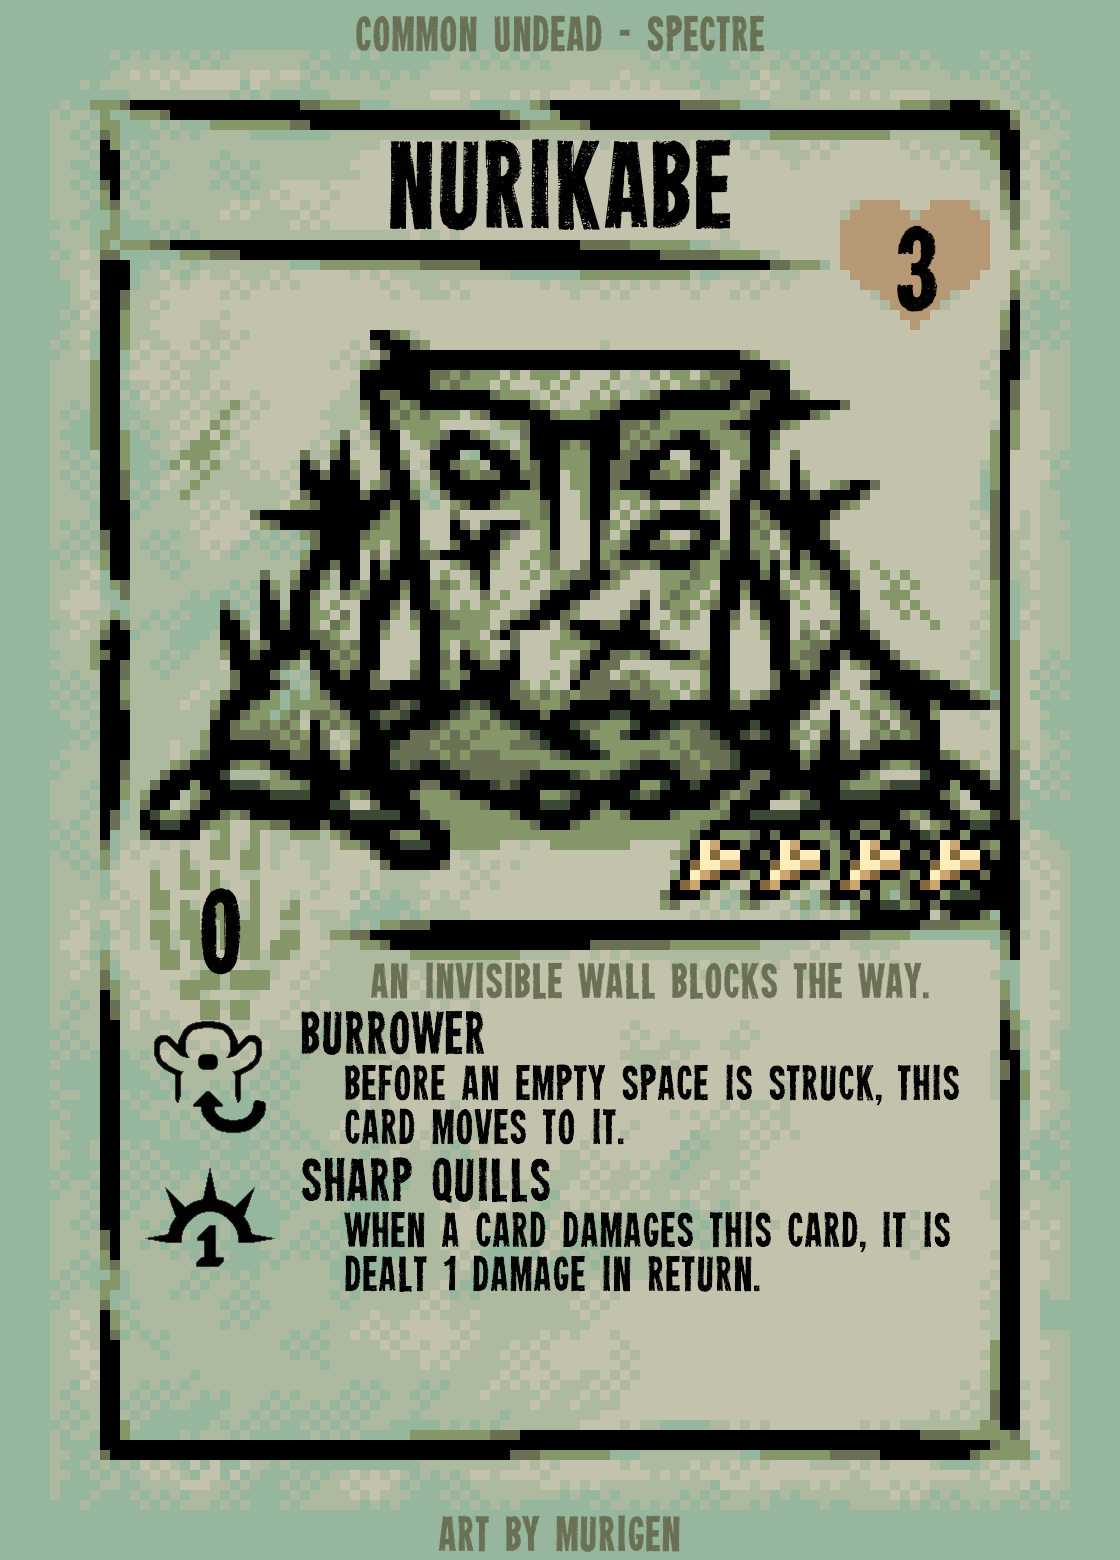 COMMON UNDEAD - SPECTRE
NURIKABE
3
0
AN INVISIBLE WALL BLOCKS THE WAY.
BURROWER
BEFORE AN EMPTY SPACE IS STRUCK, THIS
CARD MOVES TO IT.
SHARP QUILLS
1
WHEN A CARD DAMAGES THIS CARD, IT IS
DEALT 1 DAMAGE IN RETURN.
ART BY MURIGEN